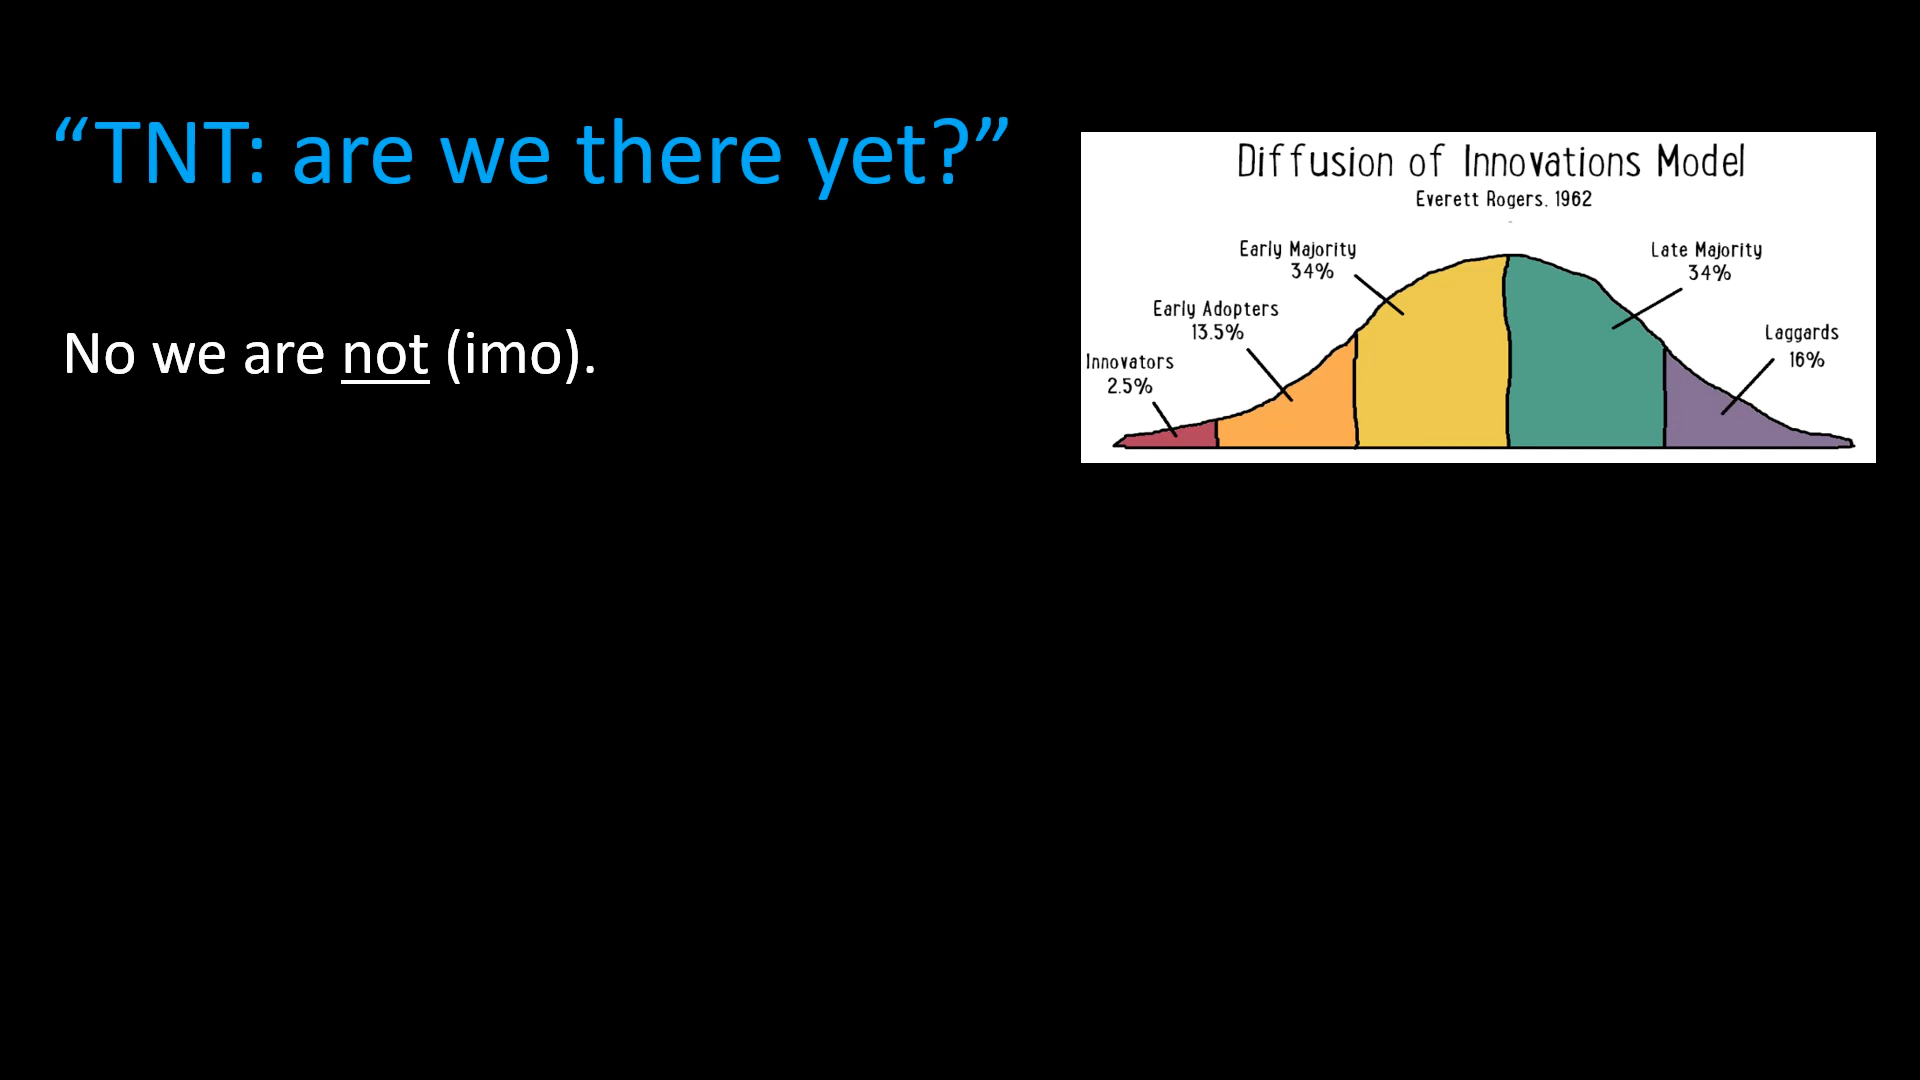 “TNT: are we there yet?”
No we are not (imo).
Diffusion of Innovations Model
Everett Rogers. 1962
Early Majority
34%
Late Majority
34%
Early Adopters
13.5%
Laggards
16%
Innovators
2.5%